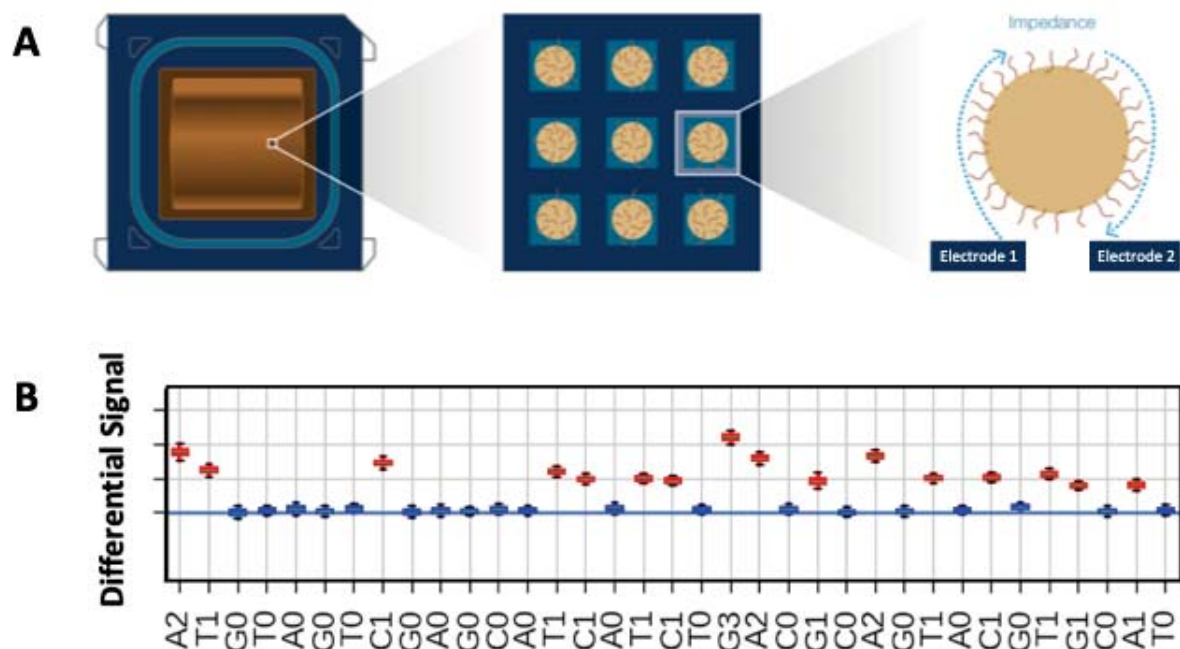 A
Impedance
Electrode 1
Electrode 2
B
Differential Signal
A2
T1
G0
T0
A0
G0
T0
C1
G0
A0
G0
C0
A0
T1
C1
A0
T1
C1
T0
G3
A2
C0
G1
C0
A2
G0
T1
A0
C1
G0
T1
G1
C0
A1
T0